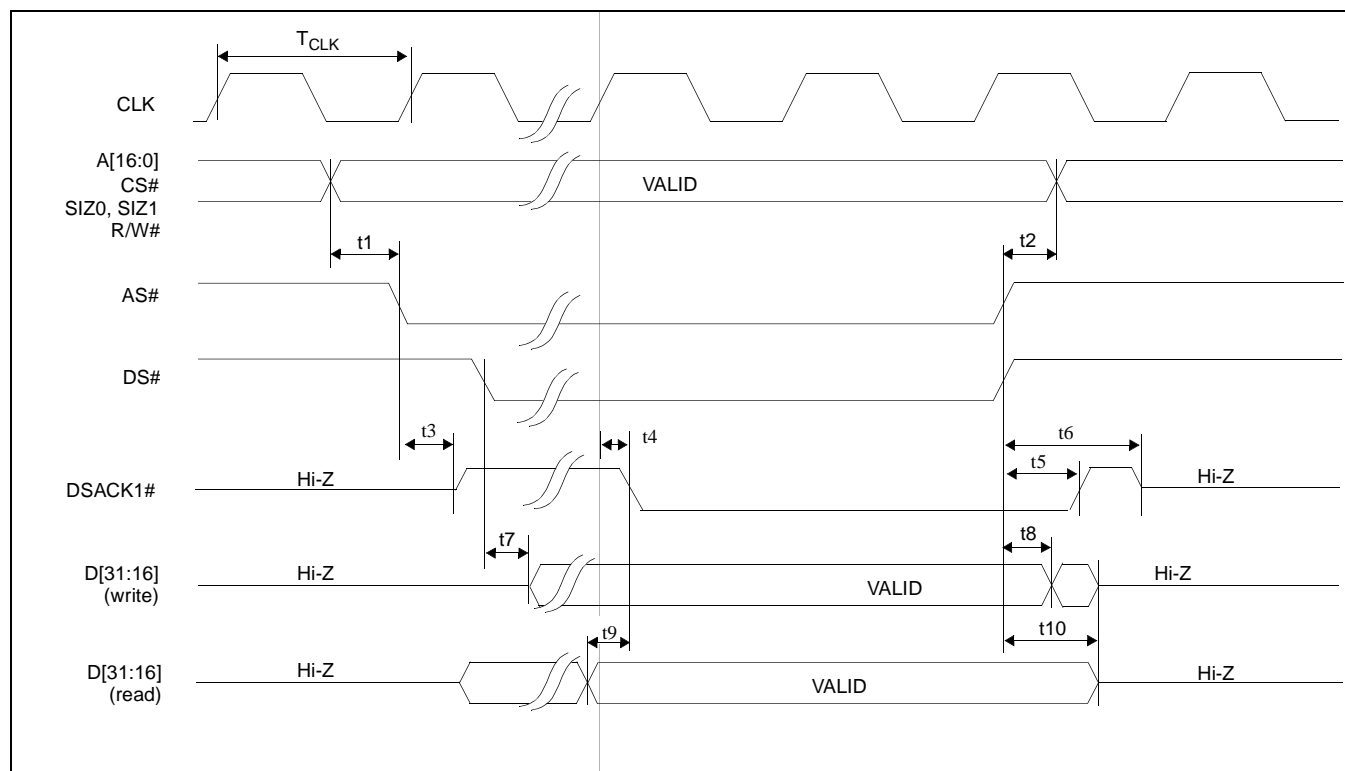 TCLK
CLK
A[16:0]
CS#
VALID
SIZ0, SIZ1
R/W#
t1
t2
AS#
DS#
t3
t4
t6
t5
Hi-Z
Hi-Z
DSACK1#
t7
t8
D[31:16]
Hi-Z
VALID
Hi-Z
(write)
t9
t10
D[31:16]
Hi-Z
VALID
Hi-Z
(read)